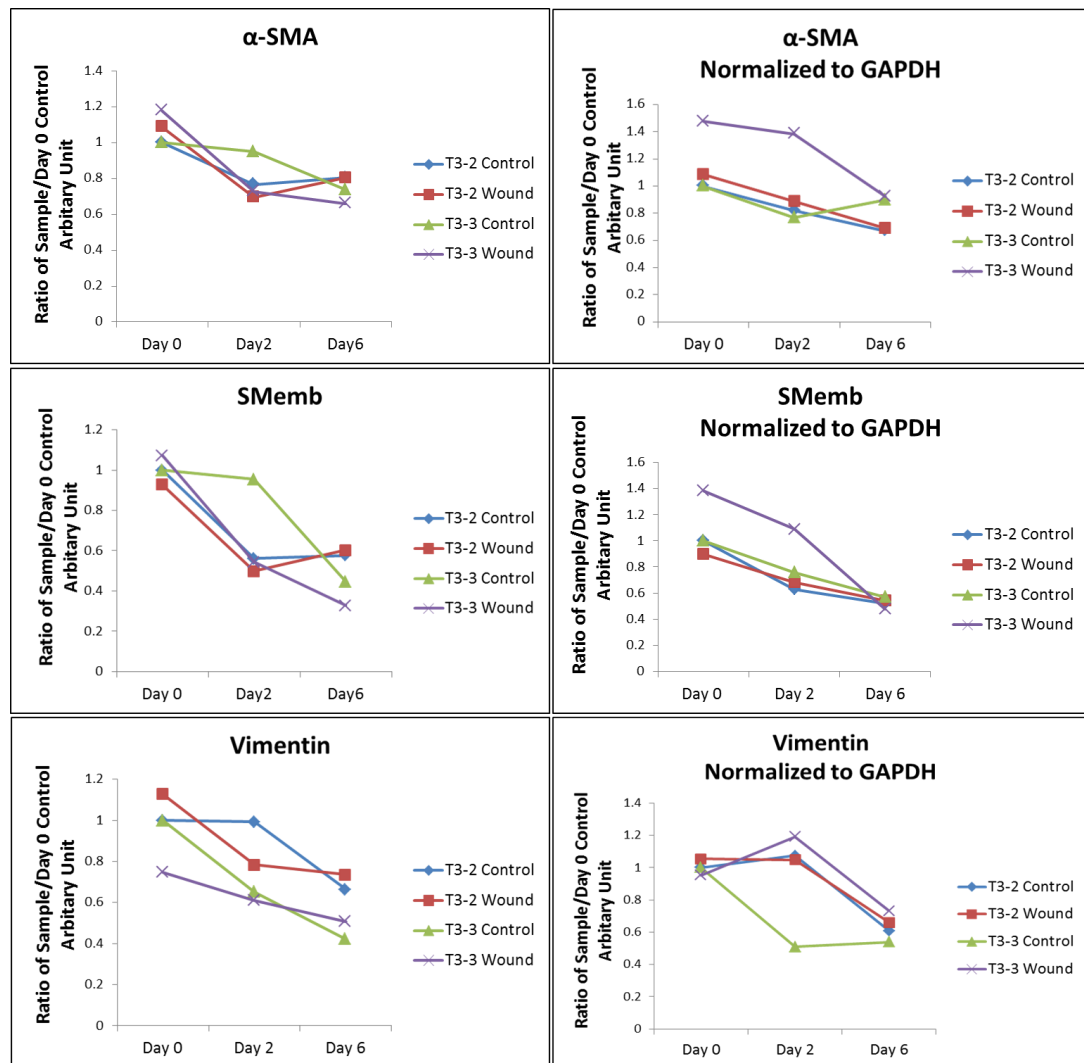 α-SMA
Ratio of Sample/Day 0 Control
Arbitary Unit
1.4
1.2
1
0.8
0.6
0.4
0.2
0
Day 0 Day2 Day6
T3-2 Control
T3-2 Wound
T3-3 Control
T3-3 Wound
α-SMA
Normalized to GAPDH
Ratio of Sample/Day 0 Control
Arbitary Unit
1.6
1.4
1.2
1
0.8
0.6
0.4
0.2
0
Day 0 Day2 Day 6
T3-2 Control
T3-2 Wound
T3-3 Control
T3-3 Wound
SMemb
Ratio of Sample/Day 0 Control
Arbitary Unit
1.2
1
0.8
0.6
0.4
0.2
0
Day 0 Day2 Day6
T3-2 Control
T3-2 Wound
T3-3 Control
T3-3 Wound
SMemb
Normalized to GAPDH
Ratio of Sample/Day 0 Control
Arbitary Unit
1.6
1.4
1.2
1
0.8
0.6
0.4
0.2
0
Day 0 Day 2 Day 6
T3-2 Control
T3-2 Wound
T3-3 Control
T3-3 Wound
Vimentin
Ratio of Sample/Day 0 Control
Arbitary Unit
1.2
1
0.8
0.6
0.4
0.2
0
Day 0 Day 2 Day 6
T3-2 Control
T3-2 Wound
T3-3 Control
T3-3 Wound
Vimentin
Normalized to GAPDH
Ratio of Sample/Day 0 Control
Arbitary Unit
1.4
1.2
1
0.8
0.6
0.4
0.2
0
Day 0 Day 2 Day 6
T3-2 Control
T3-2 Wound
T3-3 Control
T3-3 Wound